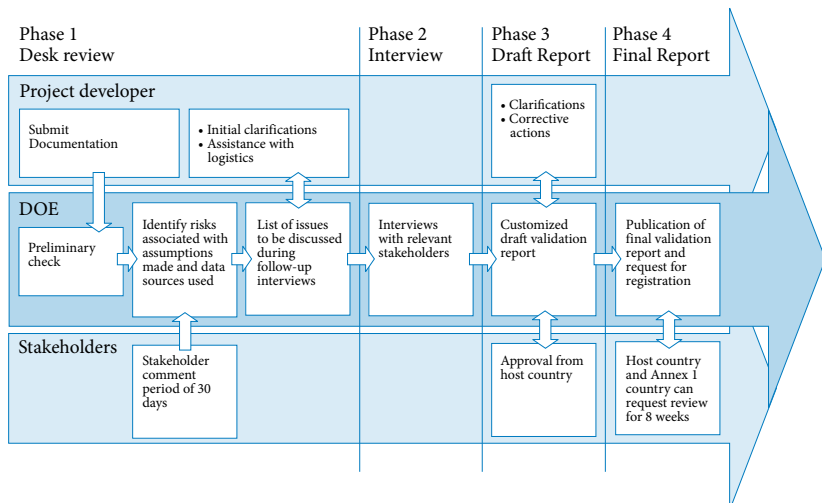 Phase 1
Desk review
Phase 2
Interview
Phase 3
Draft Report
Phase 4
Final Report
Project developer
Submit
Documentation
• Initial clarifications
• Assistance with
logistics
• Clarifications
• Corrective
actions
DOE
Preliminary
check
Identify risks
associated with
assumptions
made and data
sources used
List of issues
to be discussed
during
follow-up
interviews
Interviews
with relevant
stakeholders
Customized
draft validation
report
Publication of
final validation
report and
request for
registration
Stakeholders
Stakeholder
comment
period of 30
days
Approval from
host country
Host country
and Annex 1
country can
request review
for 8 weeks